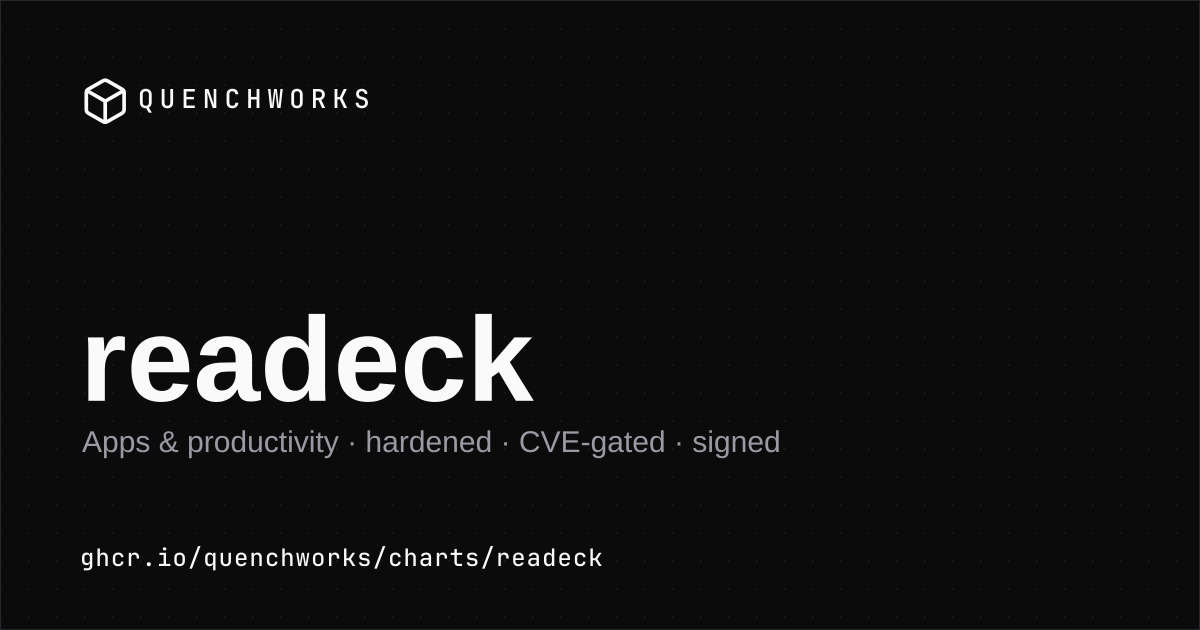 QUENCHWORKS
readeck
Apps & productivity · hardened · CVE-gated · signed
ghcr.io/quenchworks/charts/readeck